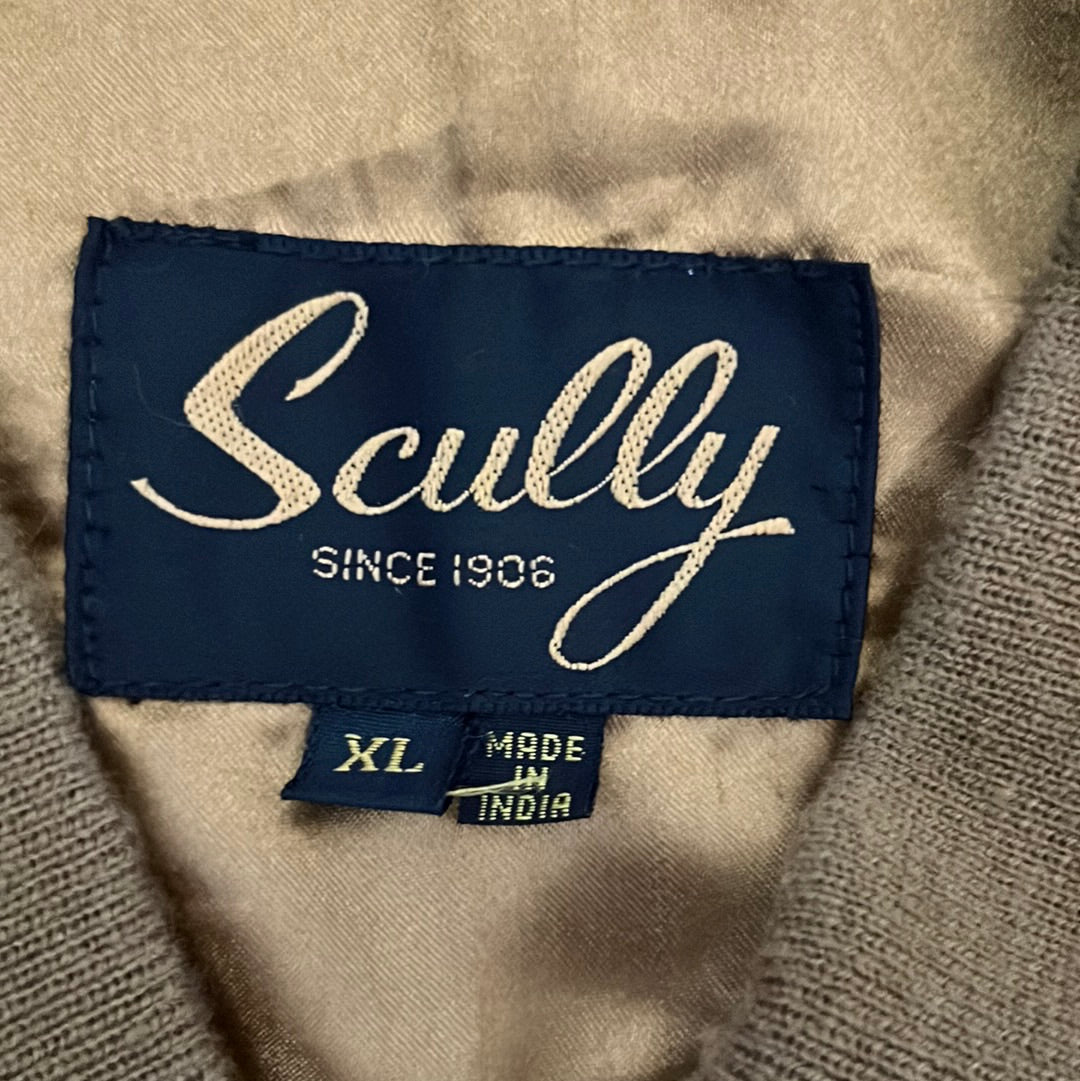 Scully
SINCE 1906
XL
MADE
IN
INDIA